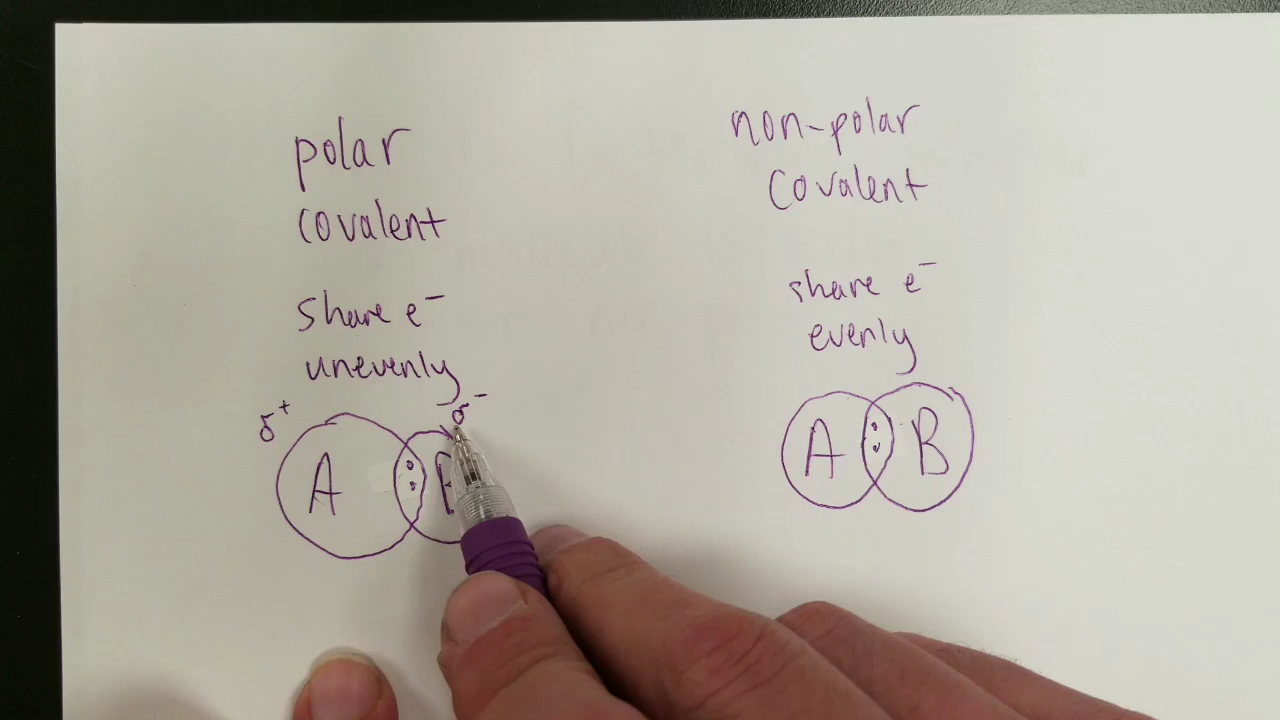 polar
covalent
share e⁻
unevenly
δ⁺
δ⁻
A
non-polar
Covalent
share e⁻
evenly
A : B